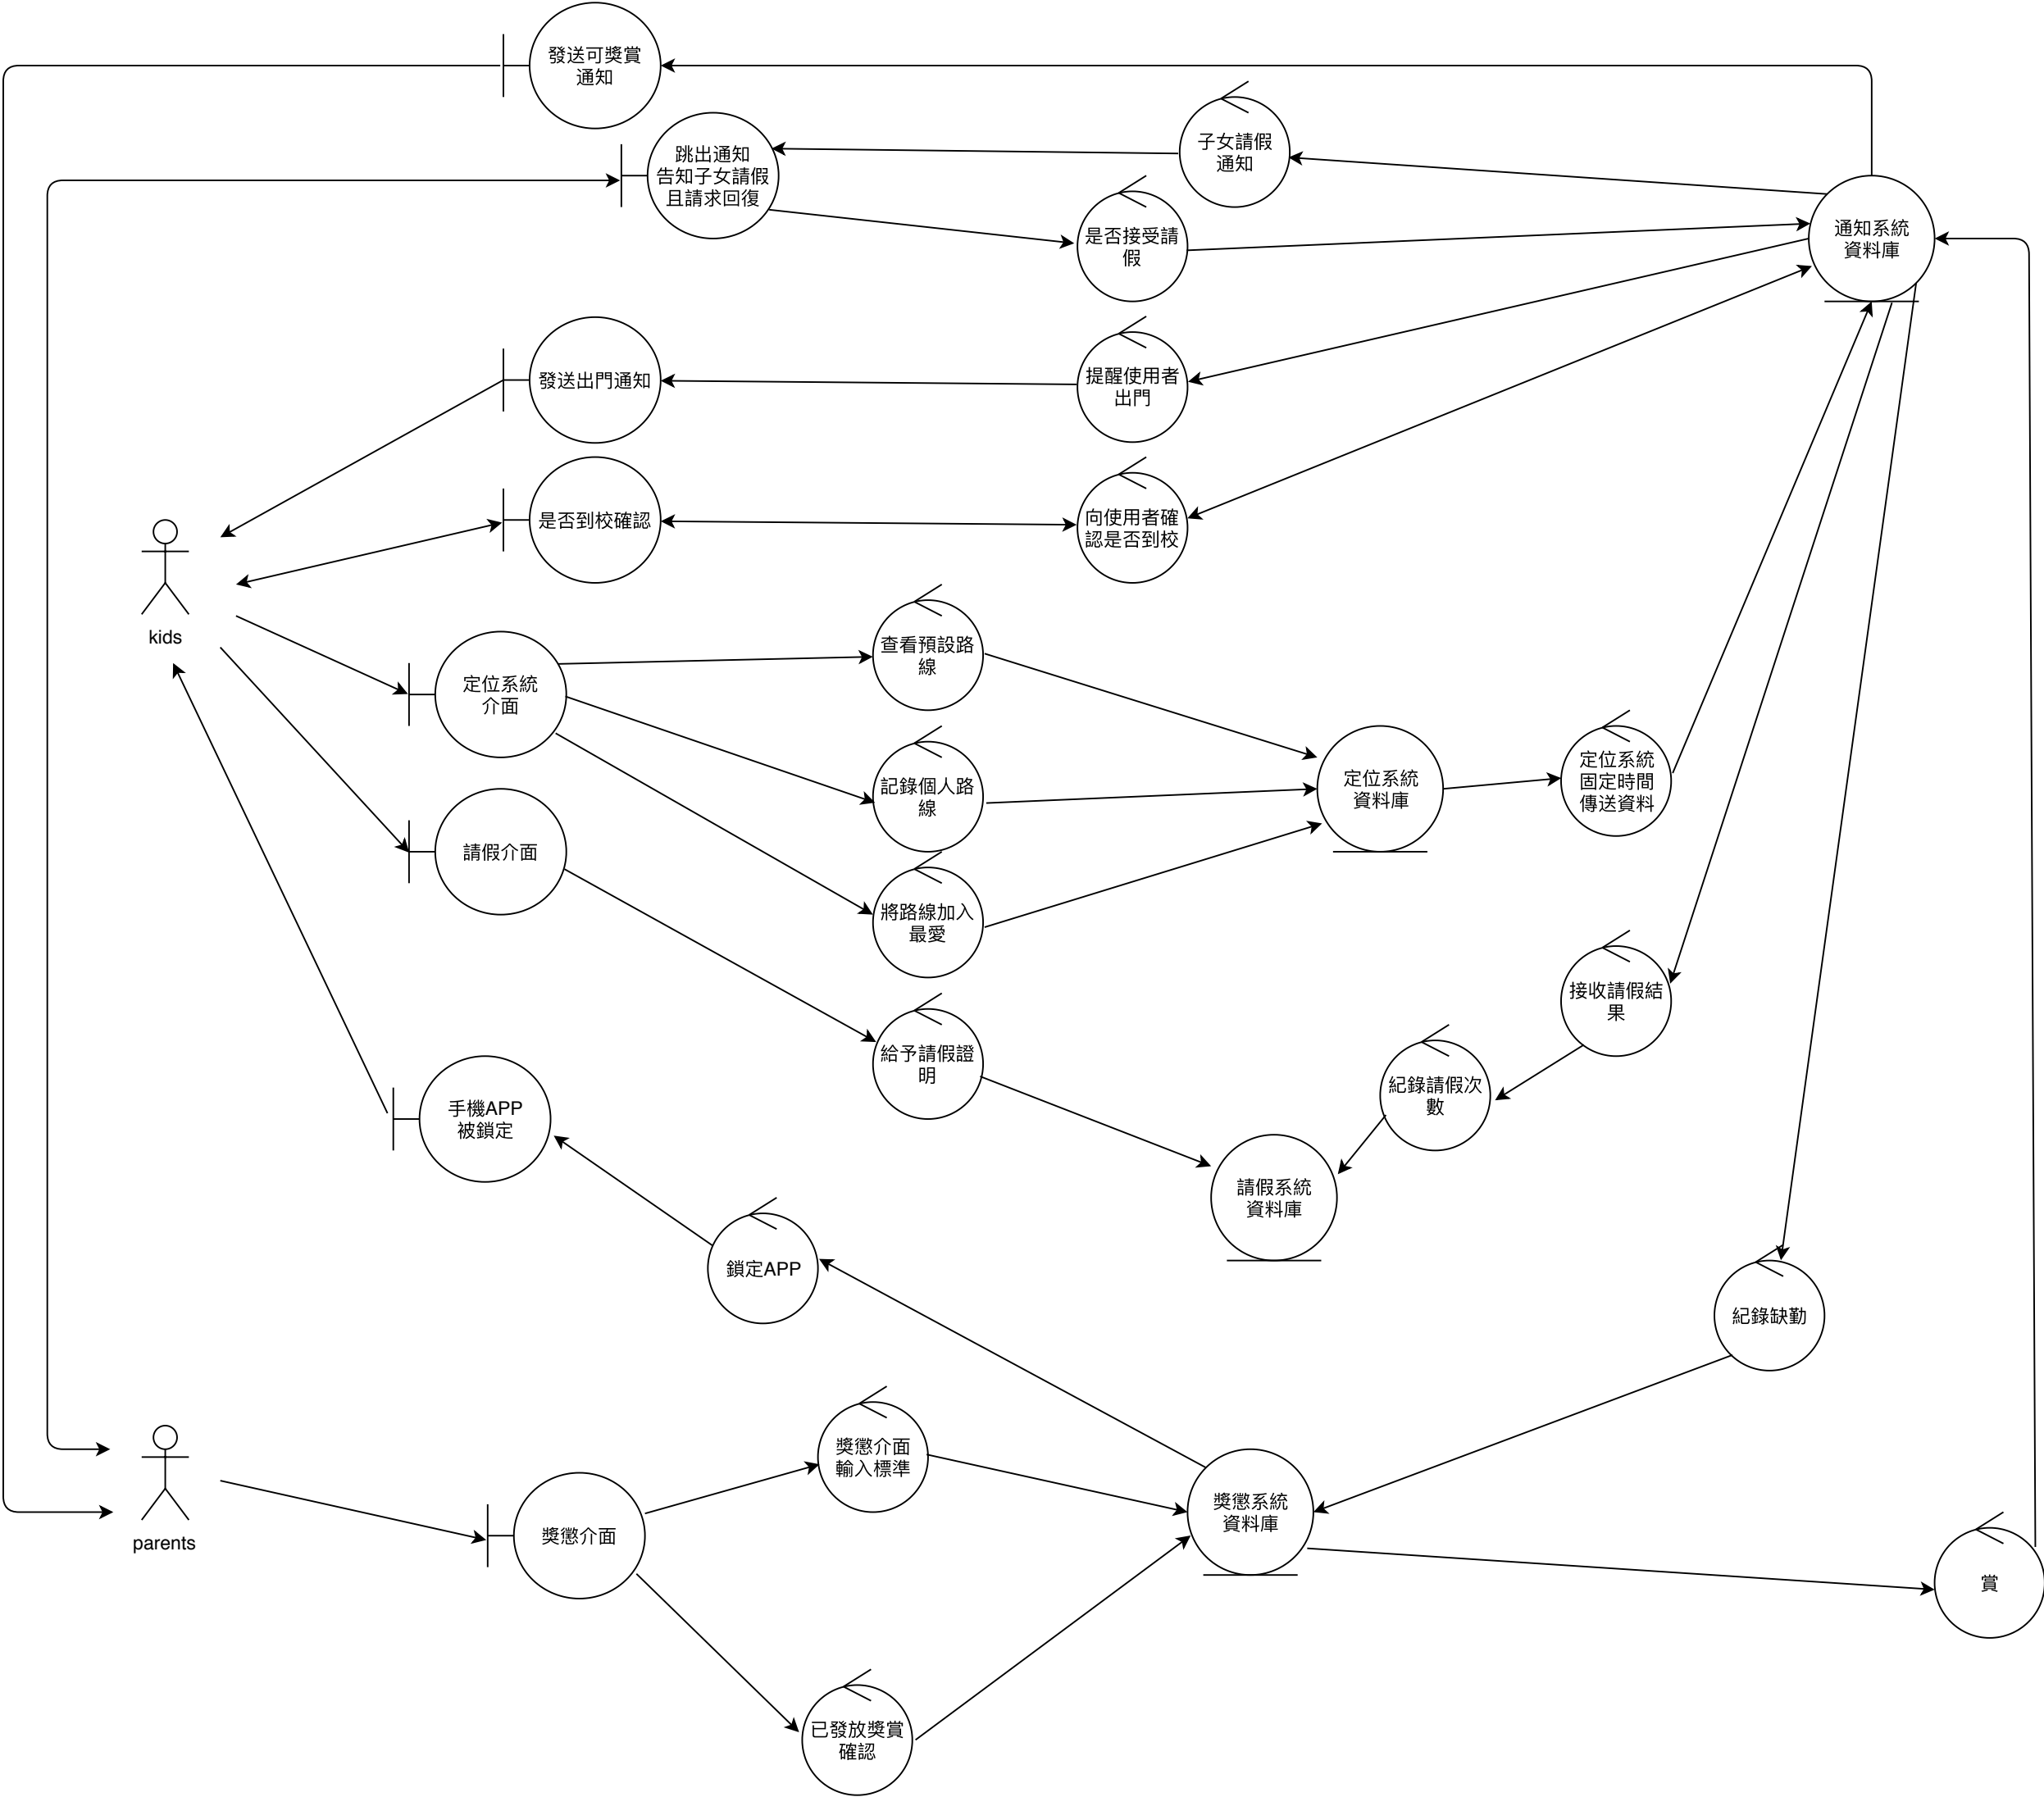 發送可獎賞
通知
跳出通知
告知子女請假
且請求回復
子女請假
通知
是否接受請
假
通知系統
資料庫
發送出門通知
提醒使用者
出門
是否到校確認
向使用者確
認是否到校
kids
定位系統
介面
查看預設路
線
記錄個人路
線
定位系統
資料庫
定位系統
固定時間
傳送資料
請假介面
將路線加入
最愛
接收請假結
果
給予請假證
明
紀錄請假次
數
手機APP
被鎖定
請假系統
資料庫
鎖定APP
紀錄缺勤
獎懲介面
輸入標準
parents
獎懲介面
獎懲系統
資料庫
賞
已發放獎賞
確認